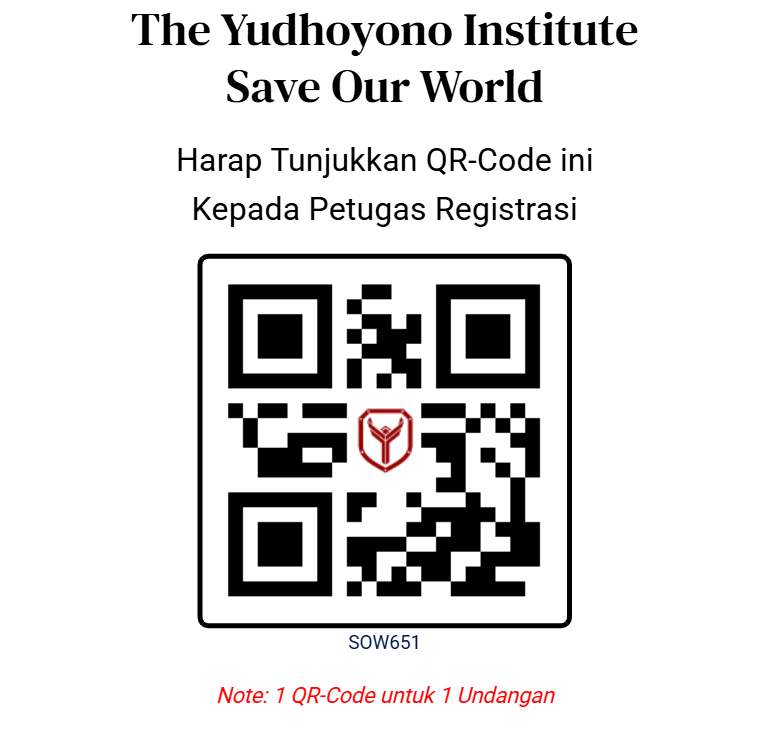 The Yudhoyono Institute
Save Our World
Harap Tunjukkan QR-Code ini
Kepada Petugas Registrasi
SOW651
Note: 1 QR-Code untuk 1 Undangan